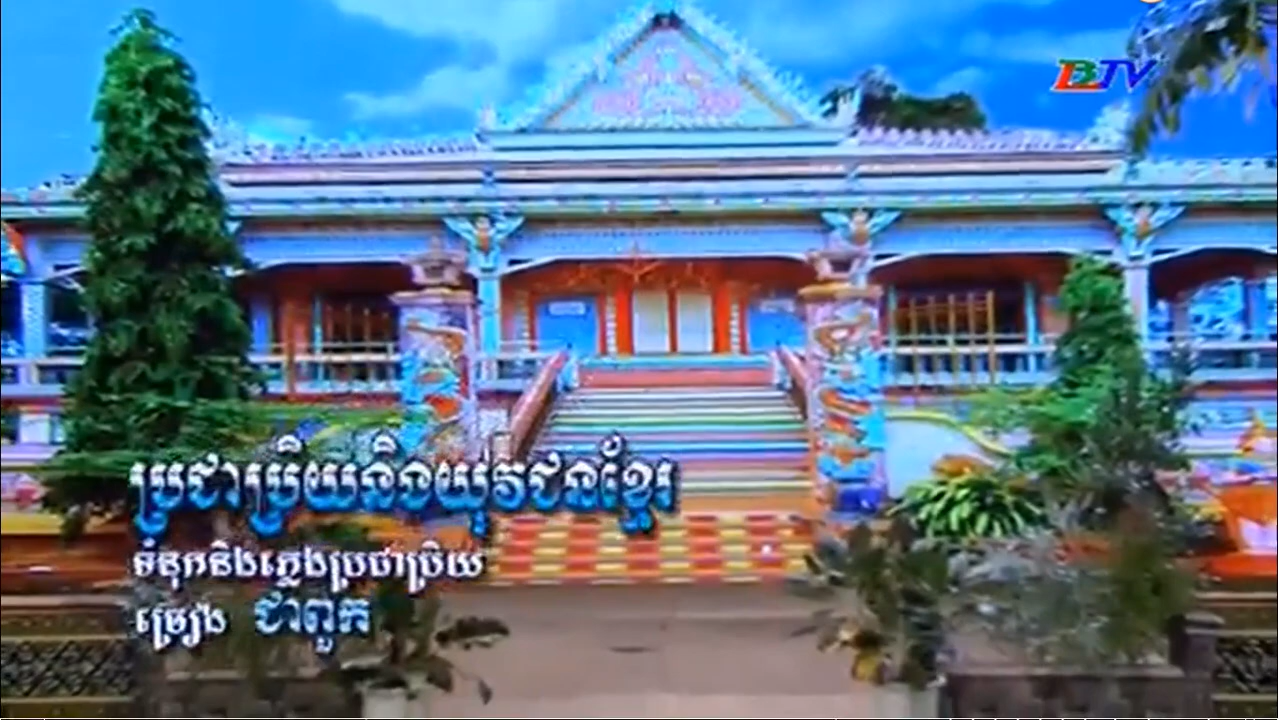 BTV
ប្រជាប្រិយនិងយុវជនខ្មែរ
ទំនុកនិងភ្លេងប្រជាប្រិយ
ច្រៀង ជាពួក